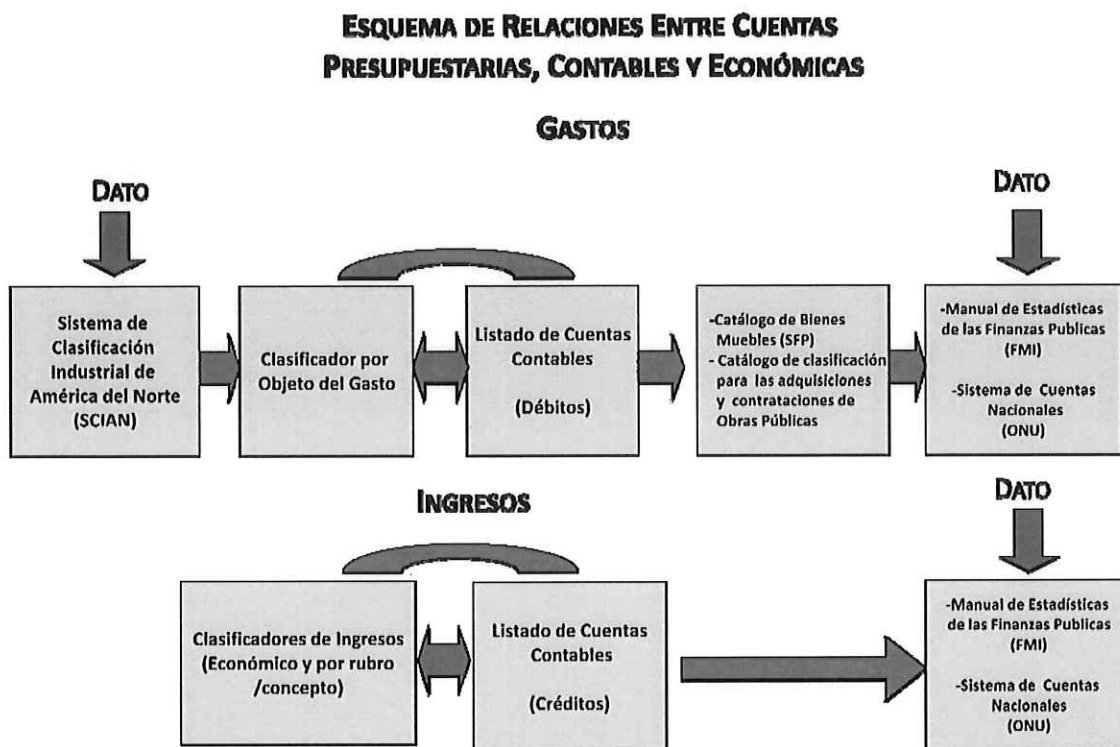 ESQUEMA DE RELACIONES ENTRE CUENTAS
PRESUPUESTARIAS, CONTABLES Y ECONÓMICAS
GASTOS
DATO
DATO
Sistema de
Clasificación
Industrial de
América del Norte
(SCIAN)
Clasificador por
Objeto del Gasto
Listado de Cuentas
Contables
(Débitos)
-Catálogo de Bienes
Muebles (SFP)
- Catálogo de clasificación
para las adquisiciones
y contrataciones de
Obras Públicas
-Manual de Estadísticas
de las Finanzas Publicas
(FMI)
-Sistema de Cuentas
Nacionales
(ONU)
INGRESOS
DATO
Clasificadores de Ingresos
(Económico y por rubro
/concepto)
Listado de Cuentas
Contables
(Créditos)
-Manual de Estadísticas
de las Finanzas Publicas
(FMI)
-Sistema de Cuentas
Nacionales
(ONU)